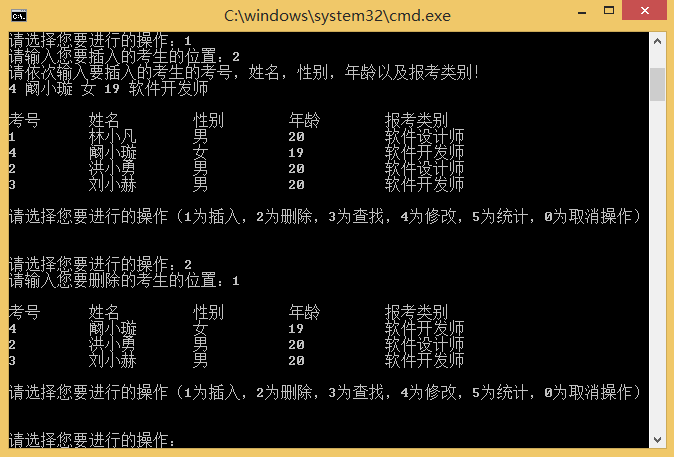 C:\windows\system32\cmd.exe
请选择您要进行的操作：1
请输入您要插入的考生的位置：2
请依次输入要插入的考生的考号，姓名，性别，年龄以及报考类别！
4 阚小璇 女 19 软件开发师
考号 姓名 性别 年龄 报考类别
1 林小凡 男 20 软件设计师
4 阚小璇 女 19 软件开发师
2 洪小勇 男 20 软件设计师
3 刘小赫 男 20 软件开发师
请选择您要进行的操作（1为插入，2为删除，3为查找，4为修改，5为统计，0为取消操作）
请选择您要进行的操作：2
请输入您要删除的考生的位置：1
考号 姓名 性别 年龄 报考类别
4 阚小璇 女 19 软件开发师
2 洪小勇 男 20 软件设计师
3 刘小赫 男 20 软件开发师
请选择您要进行的操作（1为插入，2为删除，3为查找，4为修改，5为统计，0为取消操作）
请选择您要进行的操作：